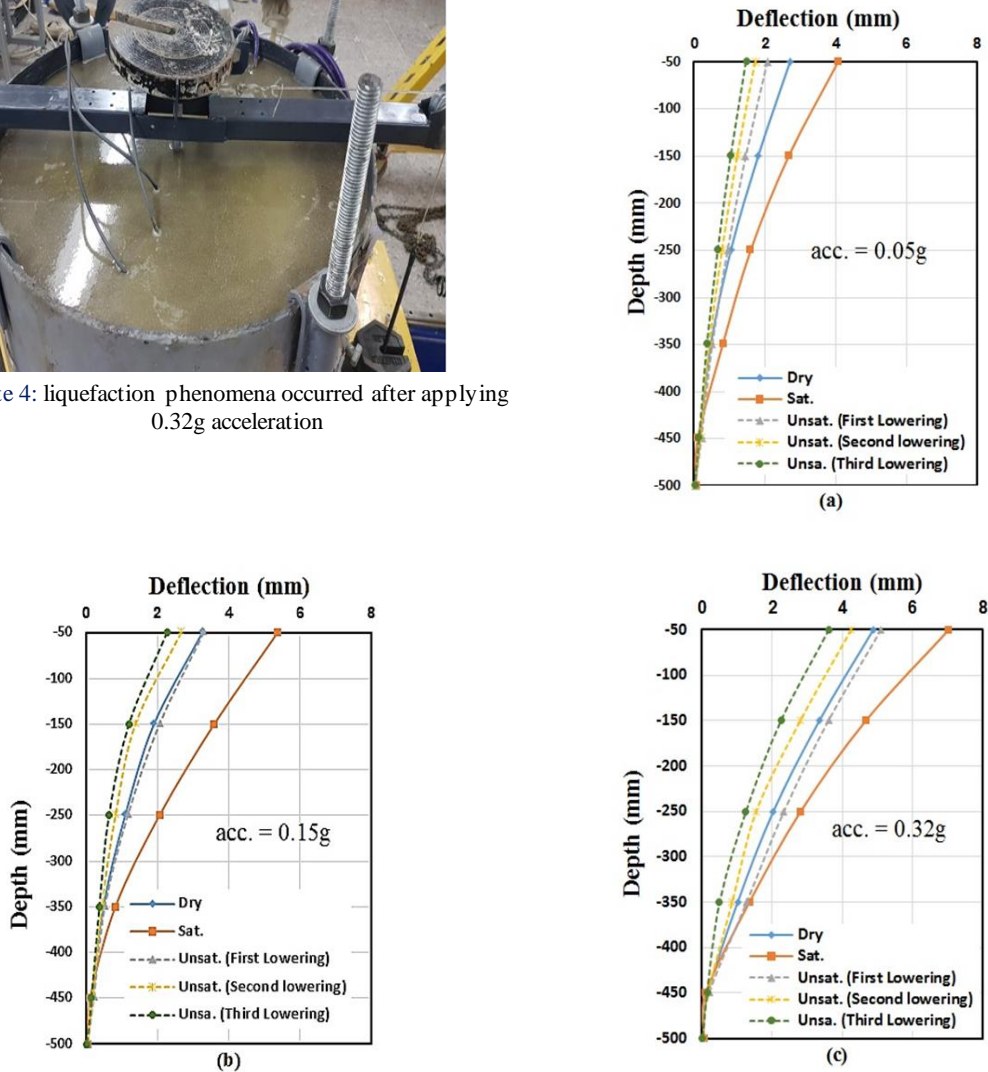 te 4: liquefaction phenomena occurred after applying
0.32g acceleration
Deflection (mm)
0 2 4 6 8
-50
-100
-150
-200
-250
-300
-350
-400
-450
-500
Depth (mm)
acc. = 0.05g
Dry
Sat.
Unsat. (First Lowering)
Unsat. (Second lowering)
Unsa. (Third Lowering)
(a)
Deflection (mm)
0 2 4 6 8
-50
-100
-150
-200
-250
-300
-350
-400
-450
-500
Depth (mm)
acc. = 0.15g
Dry
Sat.
Unsat. (First Lowering)
Unsat. (Second lowering)
Unsa. (Third Lowering)
(b)
Deflection (mm)
0 2 4 6 8
-50
-100
-150
-200
-250
-300
-350
-400
-450
-500
Depth (mm)
acc. = 0.32g
Dry
Sat.
Unsat. (First Lowering)
Unsat. (Second lowering)
Unsa. (Third Lowering)
(c)